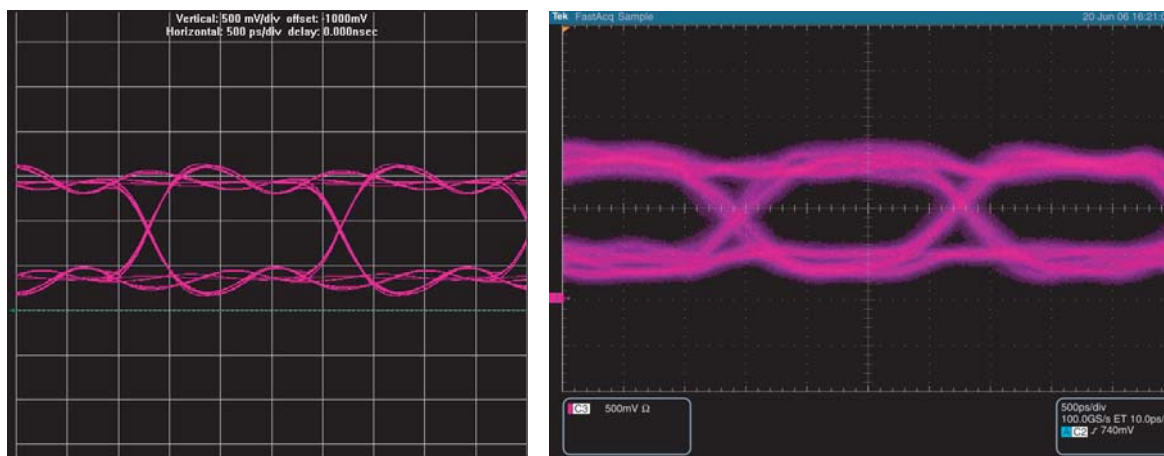 Vertical: 500 mV/div offset: -1000mV
Horizontal: 500 ps/div delay: 0.000nsec
Tek FastAcq Sample
20 Jun 06 16:21:0
C3 500mV Ω
500ps/div
100.0GS/s ET 10.0ps/
A C2 ∫ 740mV